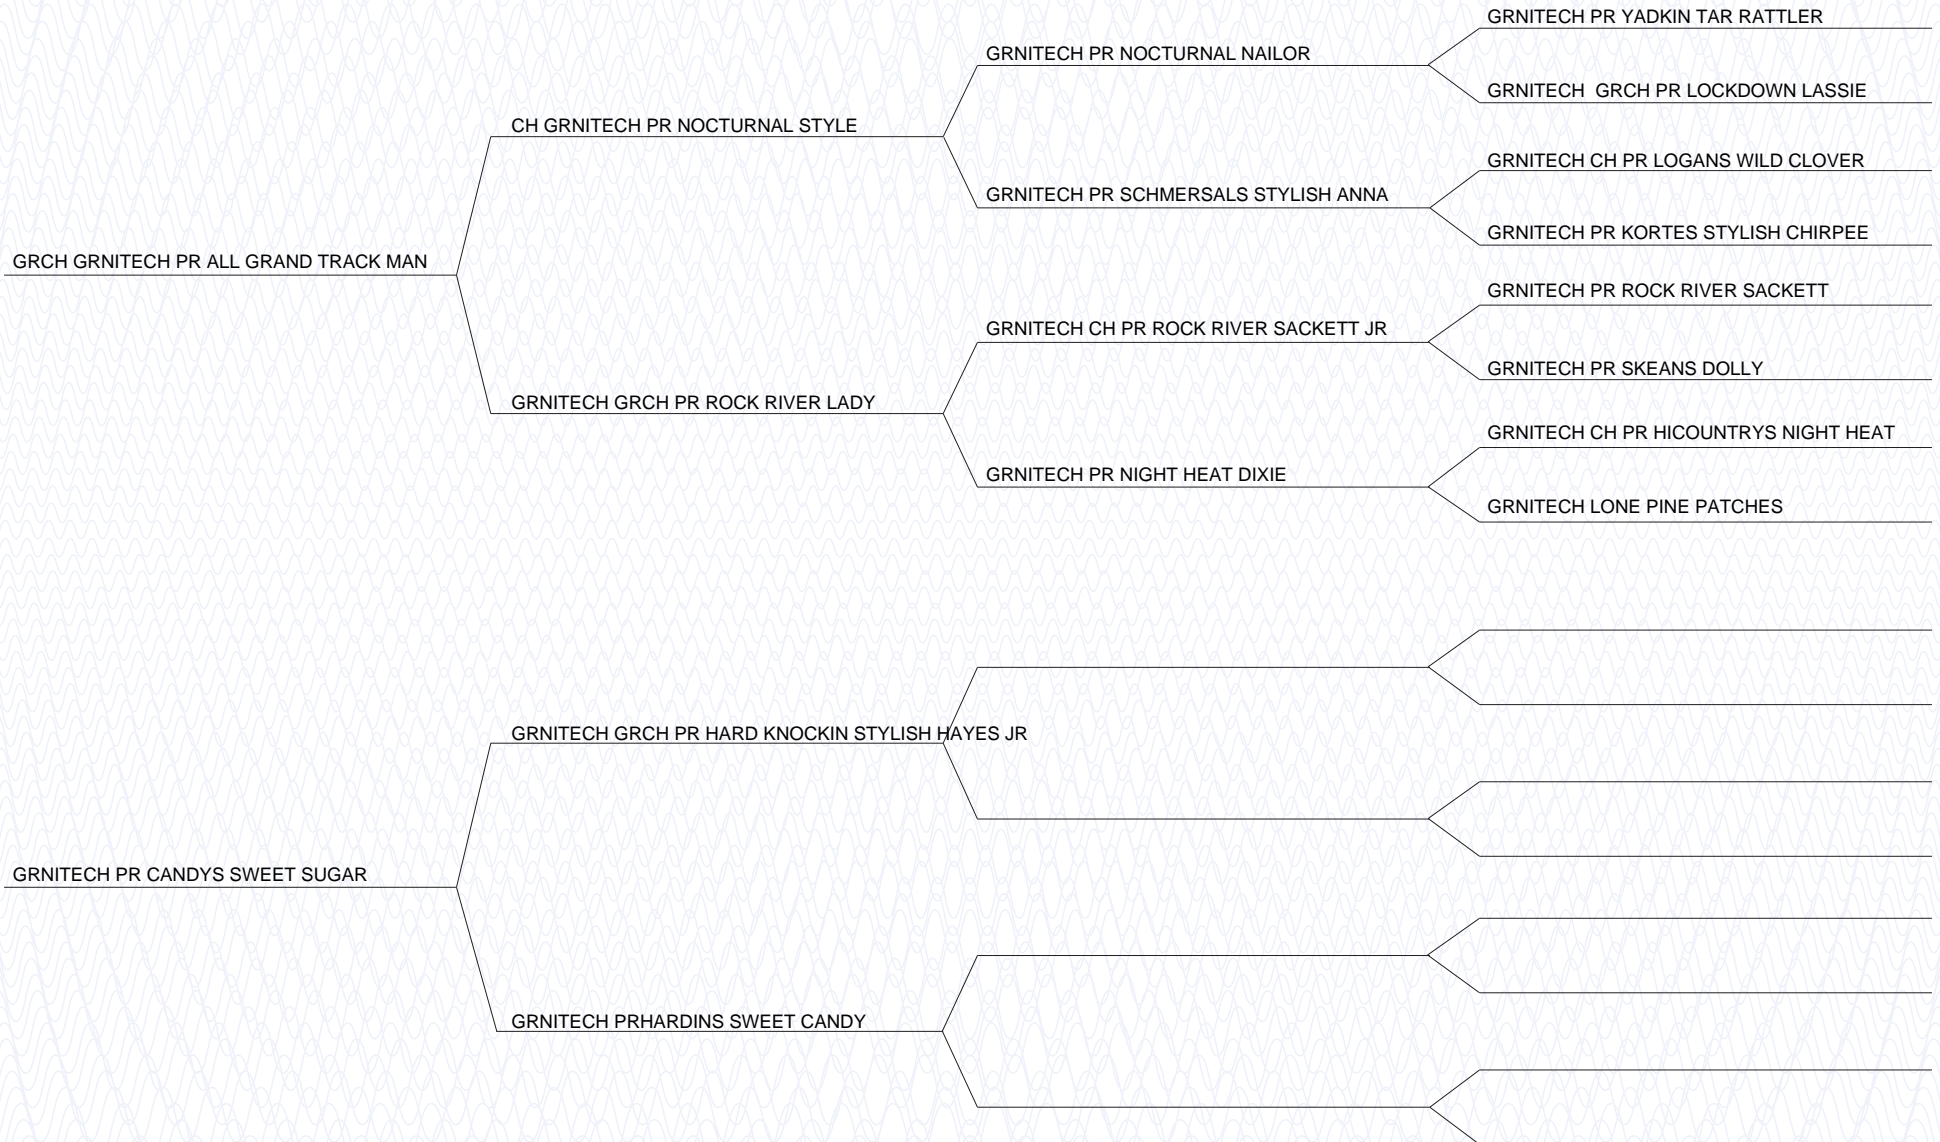 GRNITECH PR YADKIN TAR RATTLER
GRNITECH PR NOCTURNAL NAILOR
GRNITECH  GRCH PR LOCKDOWN LASSIE
CH GRNITECH PR NOCTURNAL STYLE
GRNITECH CH PR LOGANS WILD CLOVER
GRNITECH PR SCHMERSALS STYLISH ANNA
GRNITECH PR KORTES STYLISH CHIRPEE
GRCH GRNITECH PR ALL GRAND TRACK MAN
GRNITECH PR ROCK RIVER SACKETT
GRNITECH CH PR ROCK RIVER SACKETT JR
GRNITECH PR SKEANS DOLLY
GRNITECH GRCH PR ROCK RIVER LADY
GRNITECH CH PR HICOUNTRYS NIGHT HEAT
GRNITECH PR NIGHT HEAT DIXIE
GRNITECH LONE PINE PATCHES
GRNITECH GRCH PR HARD KNOCKIN STYLISH HAYES JR
GRNITECH PR CANDYS SWEET SUGAR
GRNITECH PRHARDINS SWEET CANDY